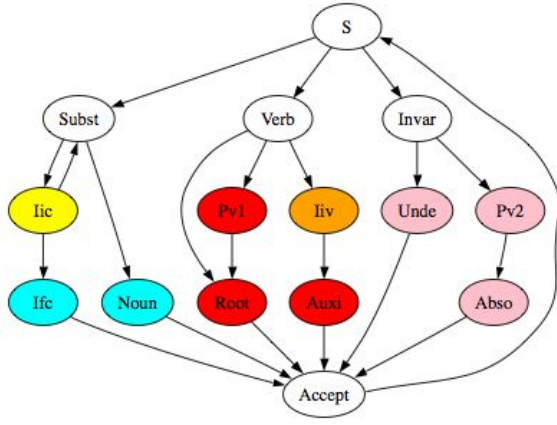 S
Subst Verb Invar
Iic Pv1 Iiv Unde Pv2
Ifc Noun Root Auxi Abso
Accept